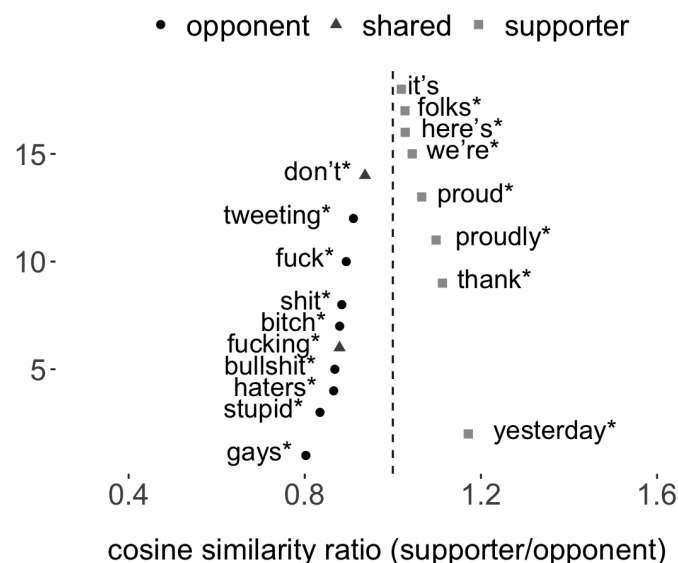 opponent shared supporter
it's
folks*
here's*
15
we're*
don't*
proud*
tweeting*
proudly*
10
fuck*
thank*
shit*
bitch*
fucking*
bullshit*
5
haters*
stupid*
yesterday*
gays*
0.4 0.8 1.2 1.6
cosine similarity ratio (supporter/opponent)